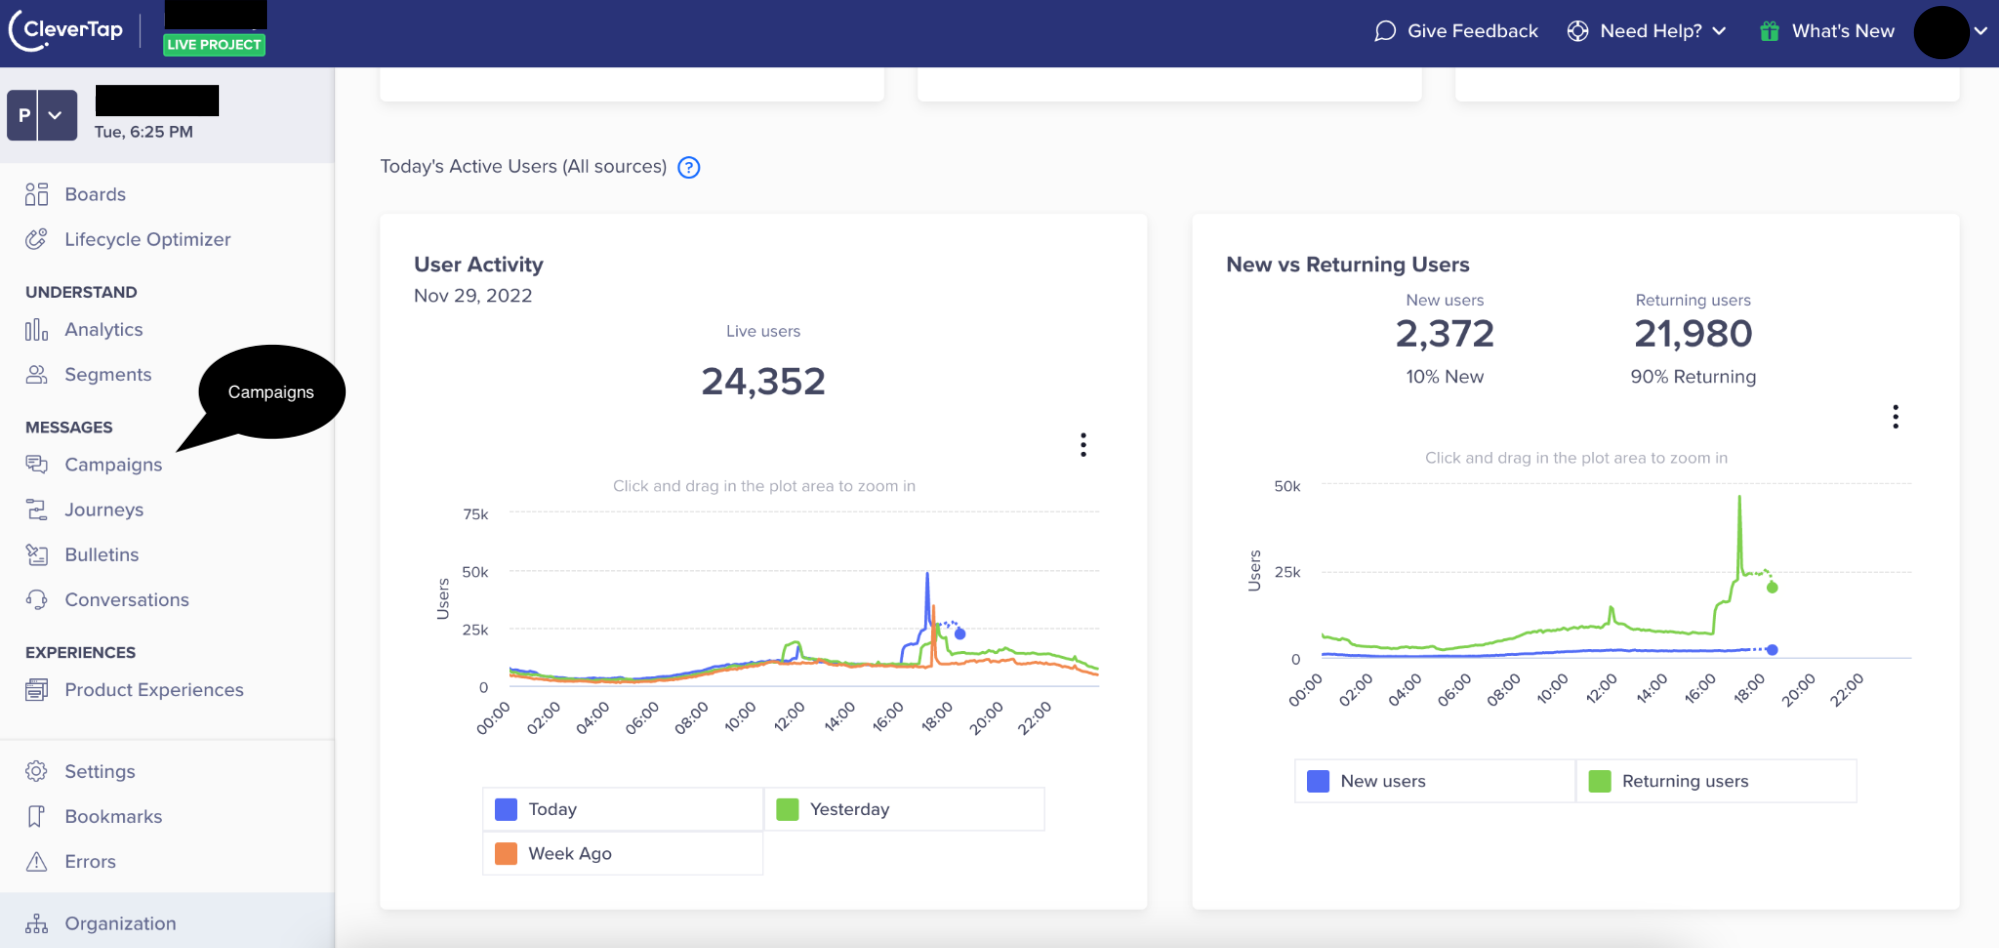 CleverTap
LIVE PROJECT
Give Feedback
Need Help?
What's New
P
Tue, 6:25 PM
Boards
Lifecycle Optimizer
UNDERSTAND
Analytics
Segments
Campaigns
MESSAGES
Campaigns
Journeys
Bulletins
Conversations
EXPERIENCES
Product Experiences
Settings
Bookmarks
Errors
Organization
Today's Active Users (All sources) ?
User Activity
Nov 29, 2022
Live users
24,352
Click and drag in the plot area to zoom in
75k
50k
25k
0
Users
00:00 02:00 04:00 06:00 08:00 10:00 12:00 14:00 16:00 18:00 20:00 22:00
Today
Yesterday
Week Ago
New vs Returning Users
New users
2,372
10% New
Returning users
21,980
90% Returning
Click and drag in the plot area to zoom in
50k
25k
0
Users
00:00 02:00 04:00 06:00 08:00 10:00 12:00 14:00 16:00 18:00 20:00 22:00
New users
Returning users